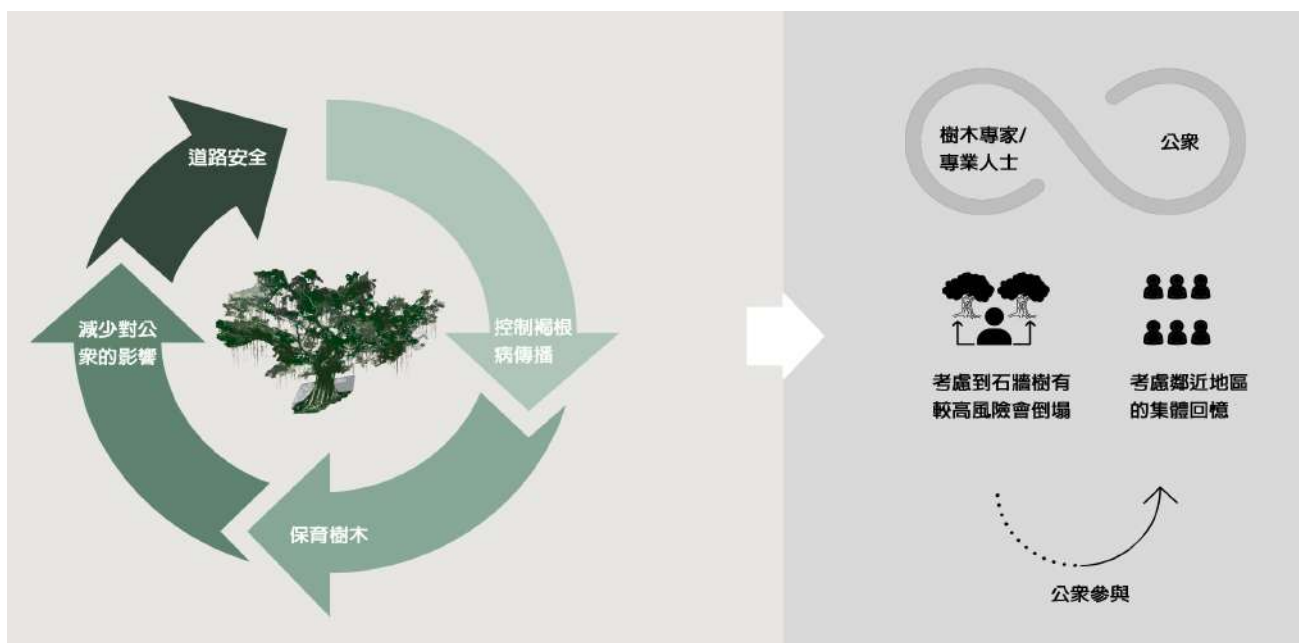 道路安全
控制褐根
病傳播
保育樹木
減少對公
衆的影響
樹木專家/
專業人士
公衆
考慮到石牆樹有
較高風險會倒塌
考慮鄰近地區
的集體回憶
公衆參與